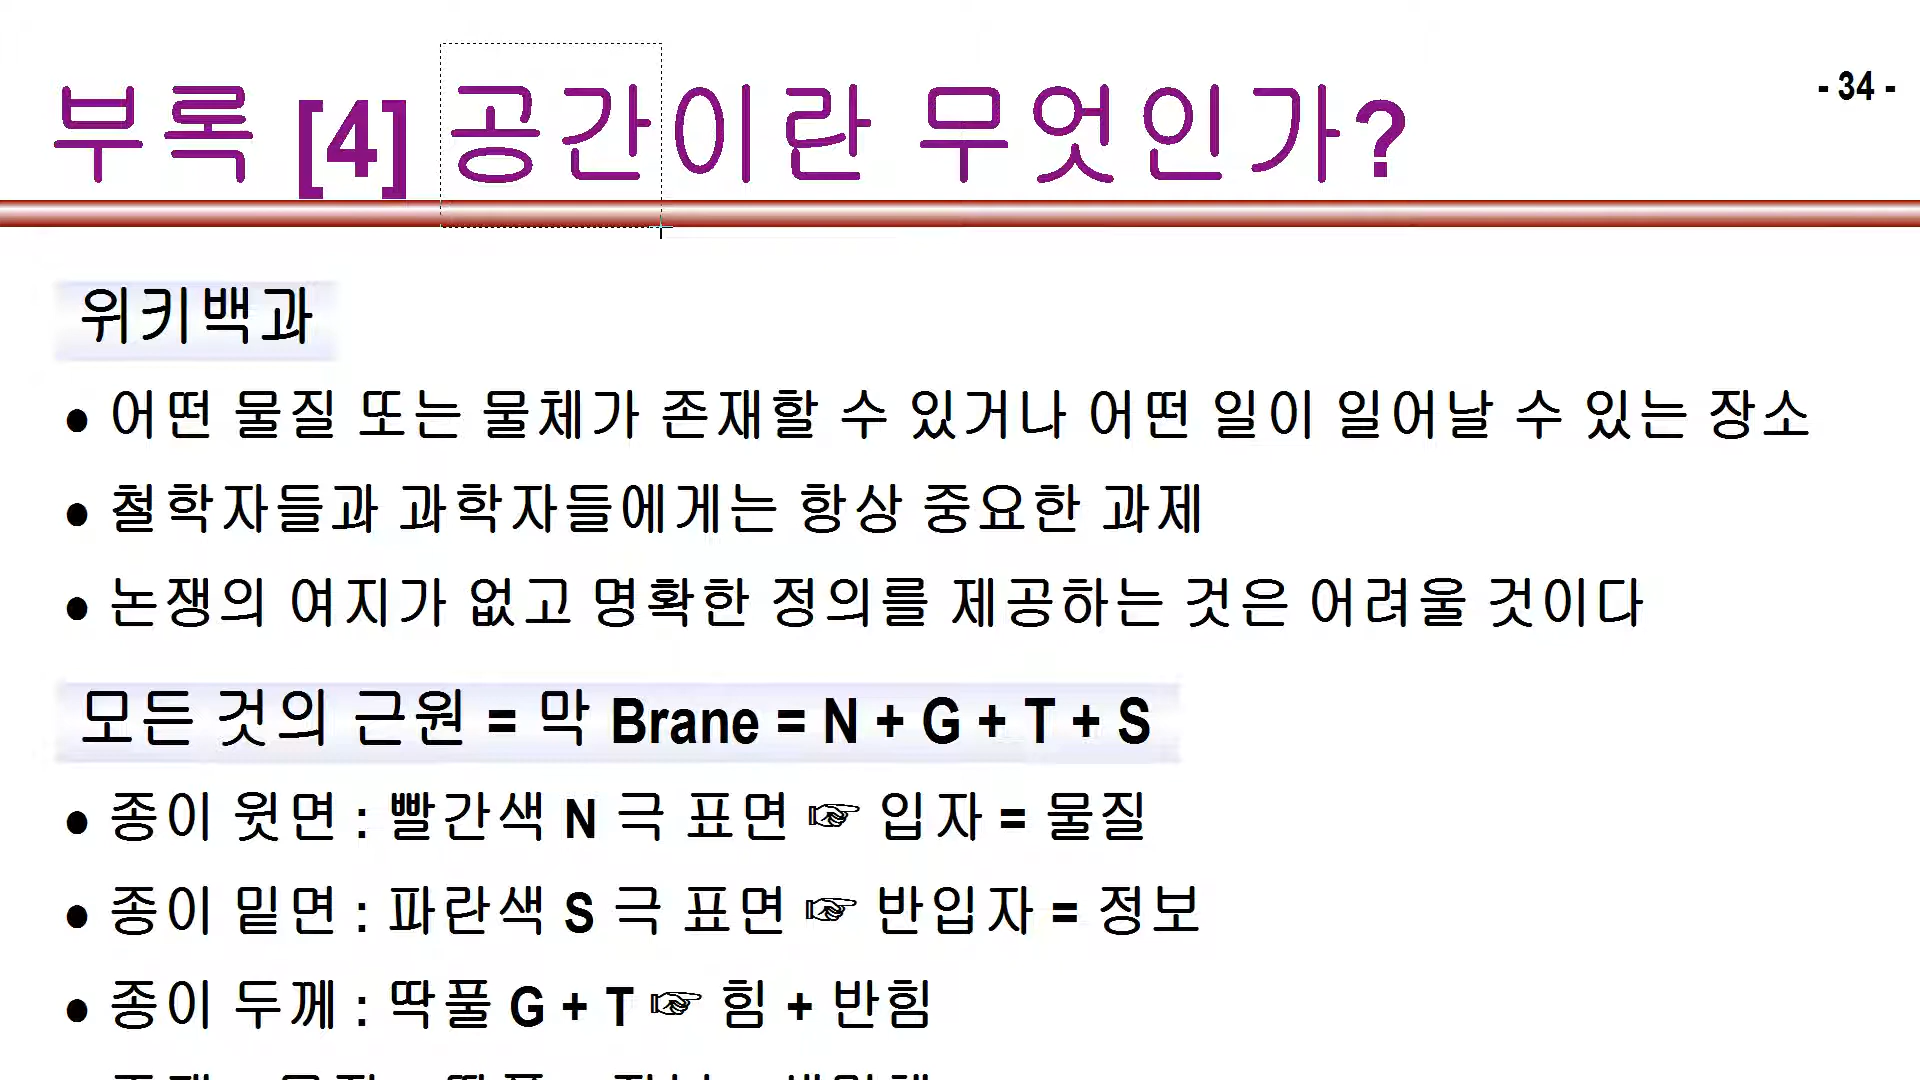 부록 [4] 공간이란 무엇인가?
- 34 -
위키백과
● 어떤 물질 또는 물체가 존재할 수 있거나 어떤 일이 일어날 수 있는 장소
● 철학자들과 과학자들에게는 항상 중요한 과제
● 논쟁의 여지가 없고 명확한 정의를 제공하는 것은 어려울 것이다
모든 것의 근원 = 막 Brane = N + G + T + S
● 종이 윗면 : 빨간색 N 극 표면 ☞ 입자 = 물질
● 종이 밑면 : 파란색 S 극 표면 ☞ 반입자 = 정보
● 종이 두께 : 딱풀 G + T ☞ 힘 + 반힘